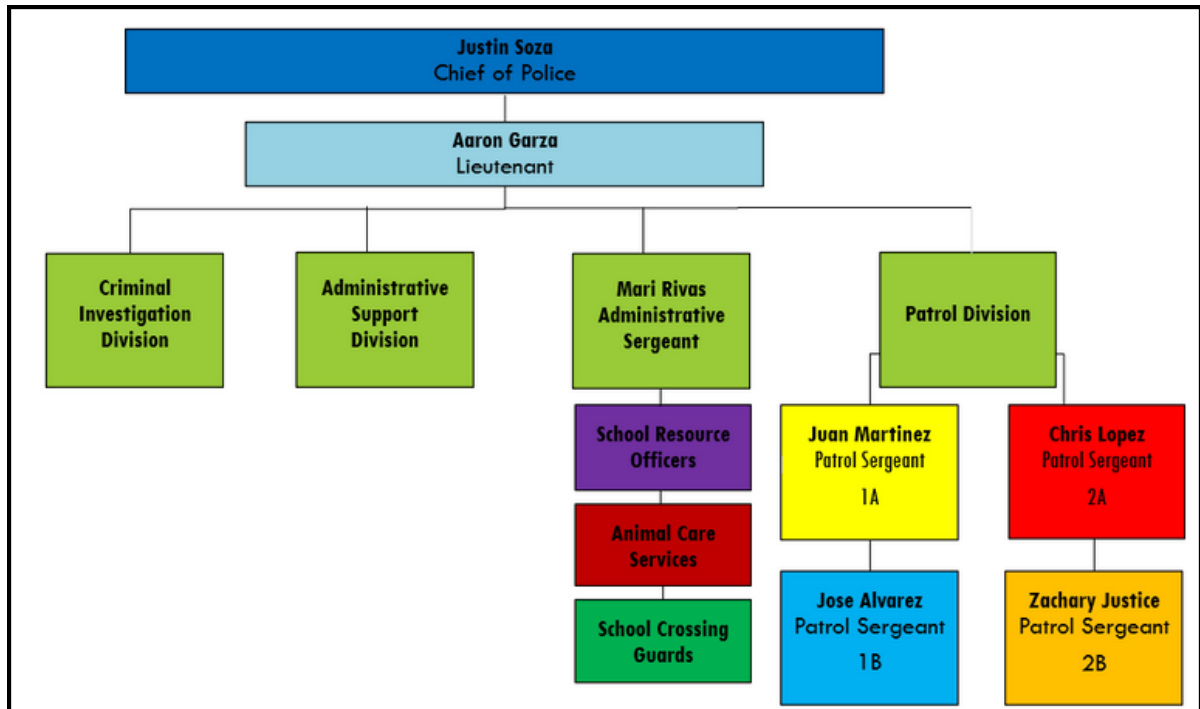 Justin Soza
Chief of Police
Aaron Garza
Lieutenant
Criminal
Investigation
Division
Administrative
Support
Division
Mari Rivas
Administrative
Sergeant
Patrol Division
School Resource
Officers
Animal Care
Services
School Crossing
Guards
Juan Martinez
Patrol Sergeant
1A
Jose Alvarez
Patrol Sergeant
1B
Chris Lopez
Patrol Sergeant
2A
Zachary Justice
Patrol Sergeant
2B